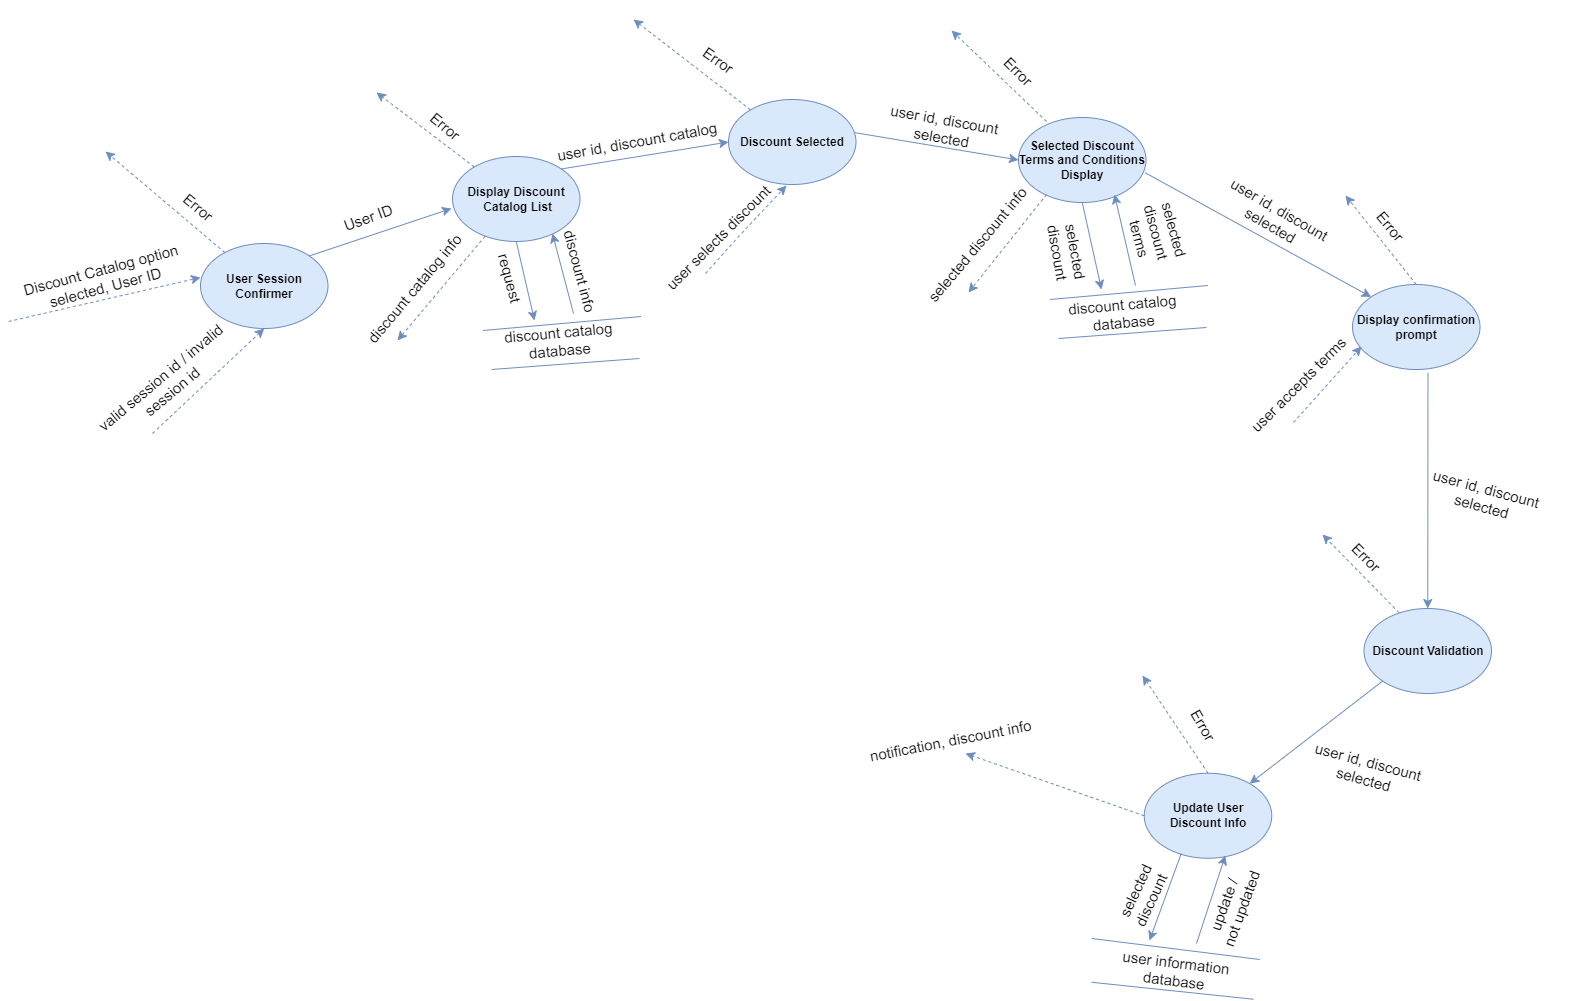 Discount Catalog option
selected, User ID
valid session id / invalid
session id
Error
User Session
Confirmer
User ID
Error
Display Discount
Catalog List
discount catalog info
request
discount info
discount catalog
database
user id, discount catalog
Error
Discount Selected
user selects discount
user id, discount
selected
Error
Selected Discount
Terms and Conditions
Display
selected discount info
selected
discount
selected
discount
terms
discount catalog
database
user id, discount
selected
Error
Display confirmation
prompt
user accepts terms
user id, discount
selected
Error
Discount Validation
user id, discount
selected
Error
Update User
Discount Info
notification, discount info
selected
discount
update /
not updated
user information
database